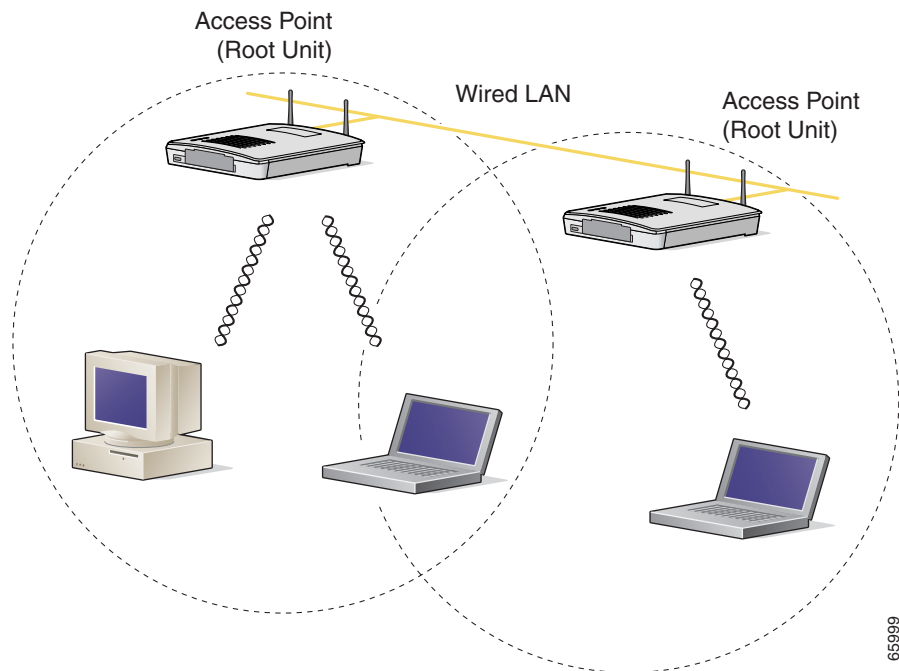 Access Point
(Root Unit)
Wired LAN
Access Point
(Root Unit)
65999